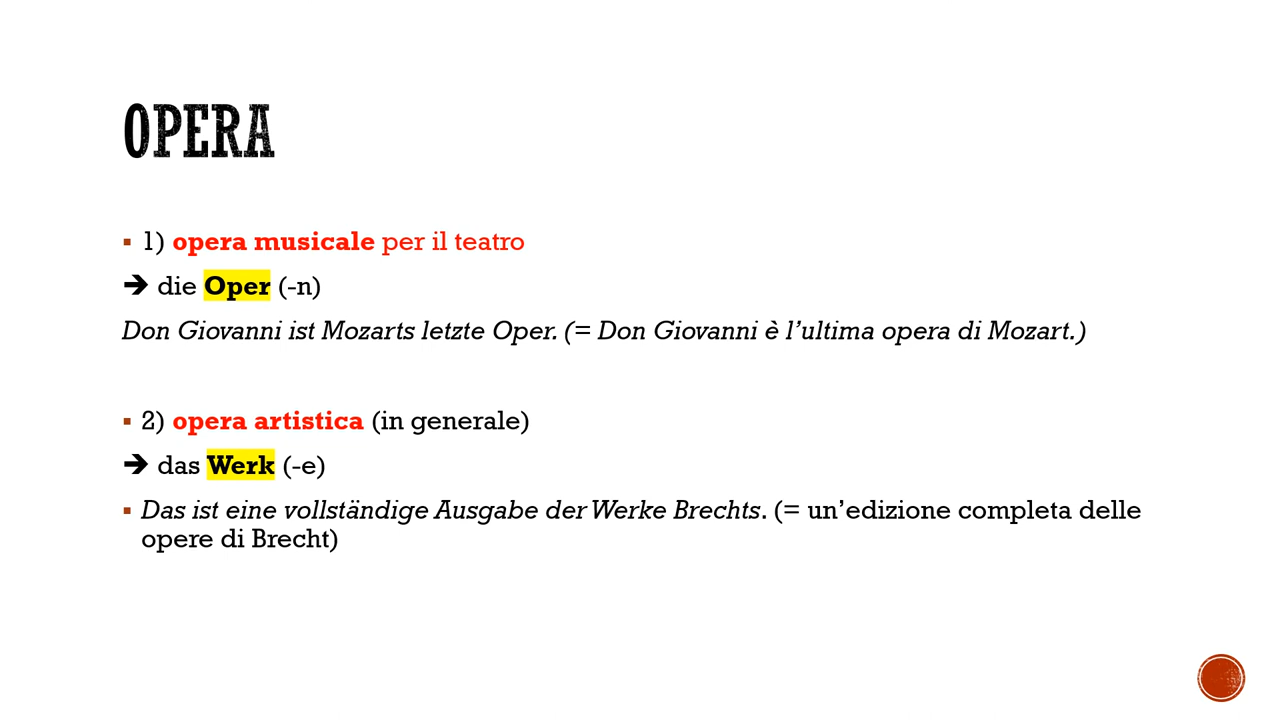 OPERA
▪ 1) opera musicale per il teatro
➔ die Oper (-n)
Don Giovanni ist Mozarts letzte Oper. (= Don Giovanni è l’ultima opera di Mozart.)
▪ 2) opera artistica (in generale)
➔ das Werk (-e)
▪ Das ist eine vollständige Ausgabe der Werke Brechts. (= un’edizione completa delle
opere di Brecht)